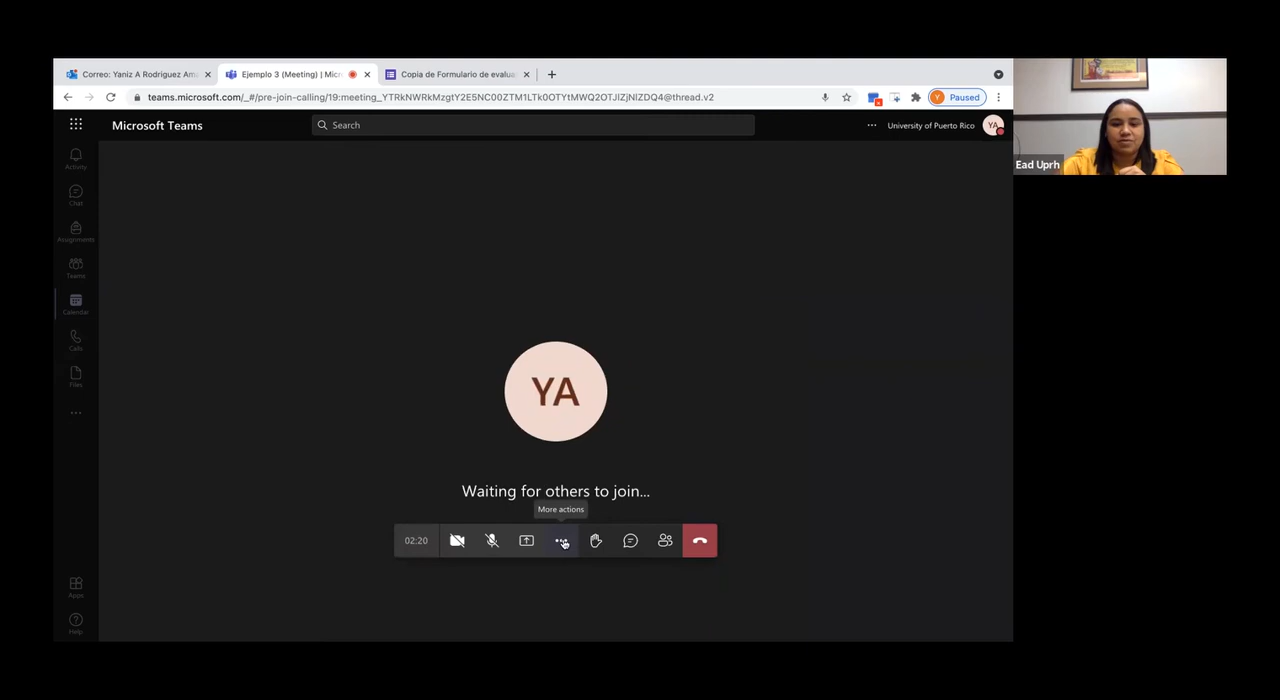 Correo: Yaniz A Rodriguez Am
Ejemplo 3 (Meeting) | Micr
Copia de Formulario de evalua
teams.microsoft.com/_#/pre-join-calling/19:meeting_YTRkNWRkMzgtY2E5NC00ZTM1LTk0OTYtMWQ2OTJlZjNlZDQ4@thread.v2
Y
Paused
Microsoft Teams
Search
University of Puerto Rico
YA
Activity
Chat
Assignments
Teams
Calendar
Calls
Files
Ead Uprh
YA
Waiting for others to join...
More actions
02:20
Apps
Help